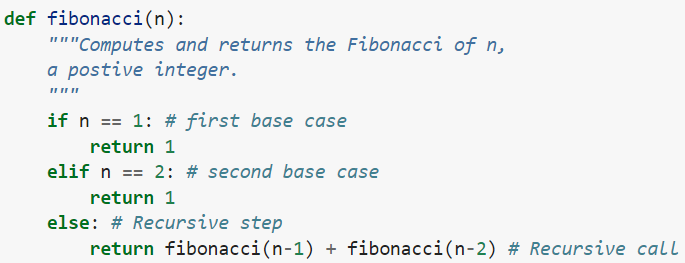 def fibonacci(n):
    """Computes and returns the Fibonacci of n,
    a postive integer.
    """
    if n == 1: # first base case
        return 1
    elif n == 2: # second base case
        return 1
    else: # Recursive step
        return fibonacci(n-1) + fibonacci(n-2) # Recursive call